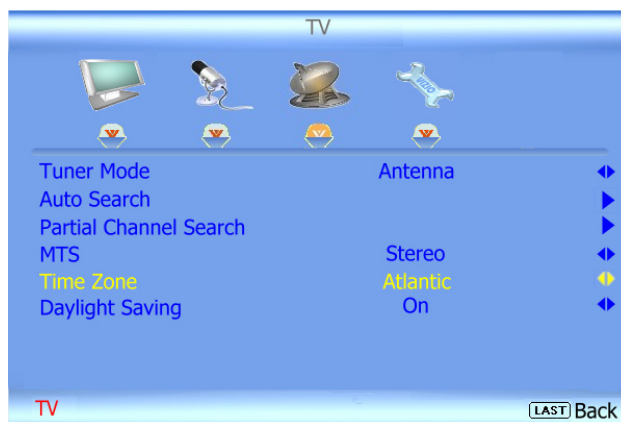 TV
VIZIO
Tuner Mode Antenna
Auto Search
Partial Channel Search
MTS Stereo
Time Zone Atlantic
Daylight Saving On
TV LAST Back